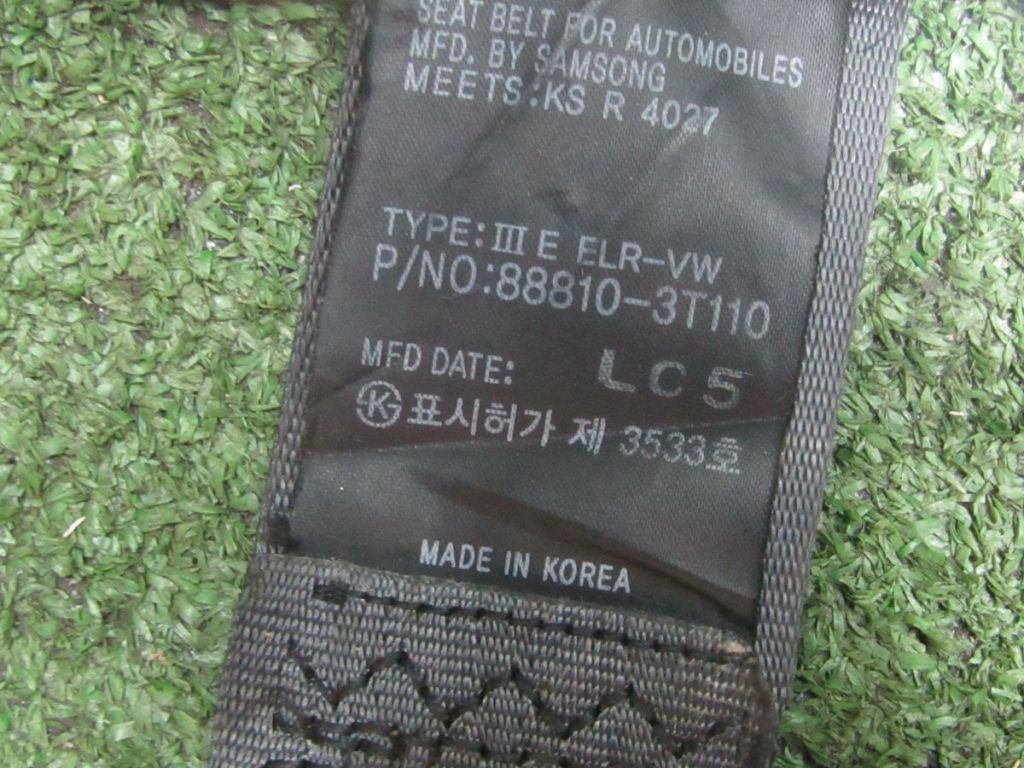 SEAT BELT FOR AUTOMOBILES
MFD. BY SAMSONG
MEETS:KS R 4027
TYPE:Ⅲ E ELR-VW
P/NO:88810-3T110
MFD DATE: LC5
㉿표시허가 제 3533호
MADE IN KOREA